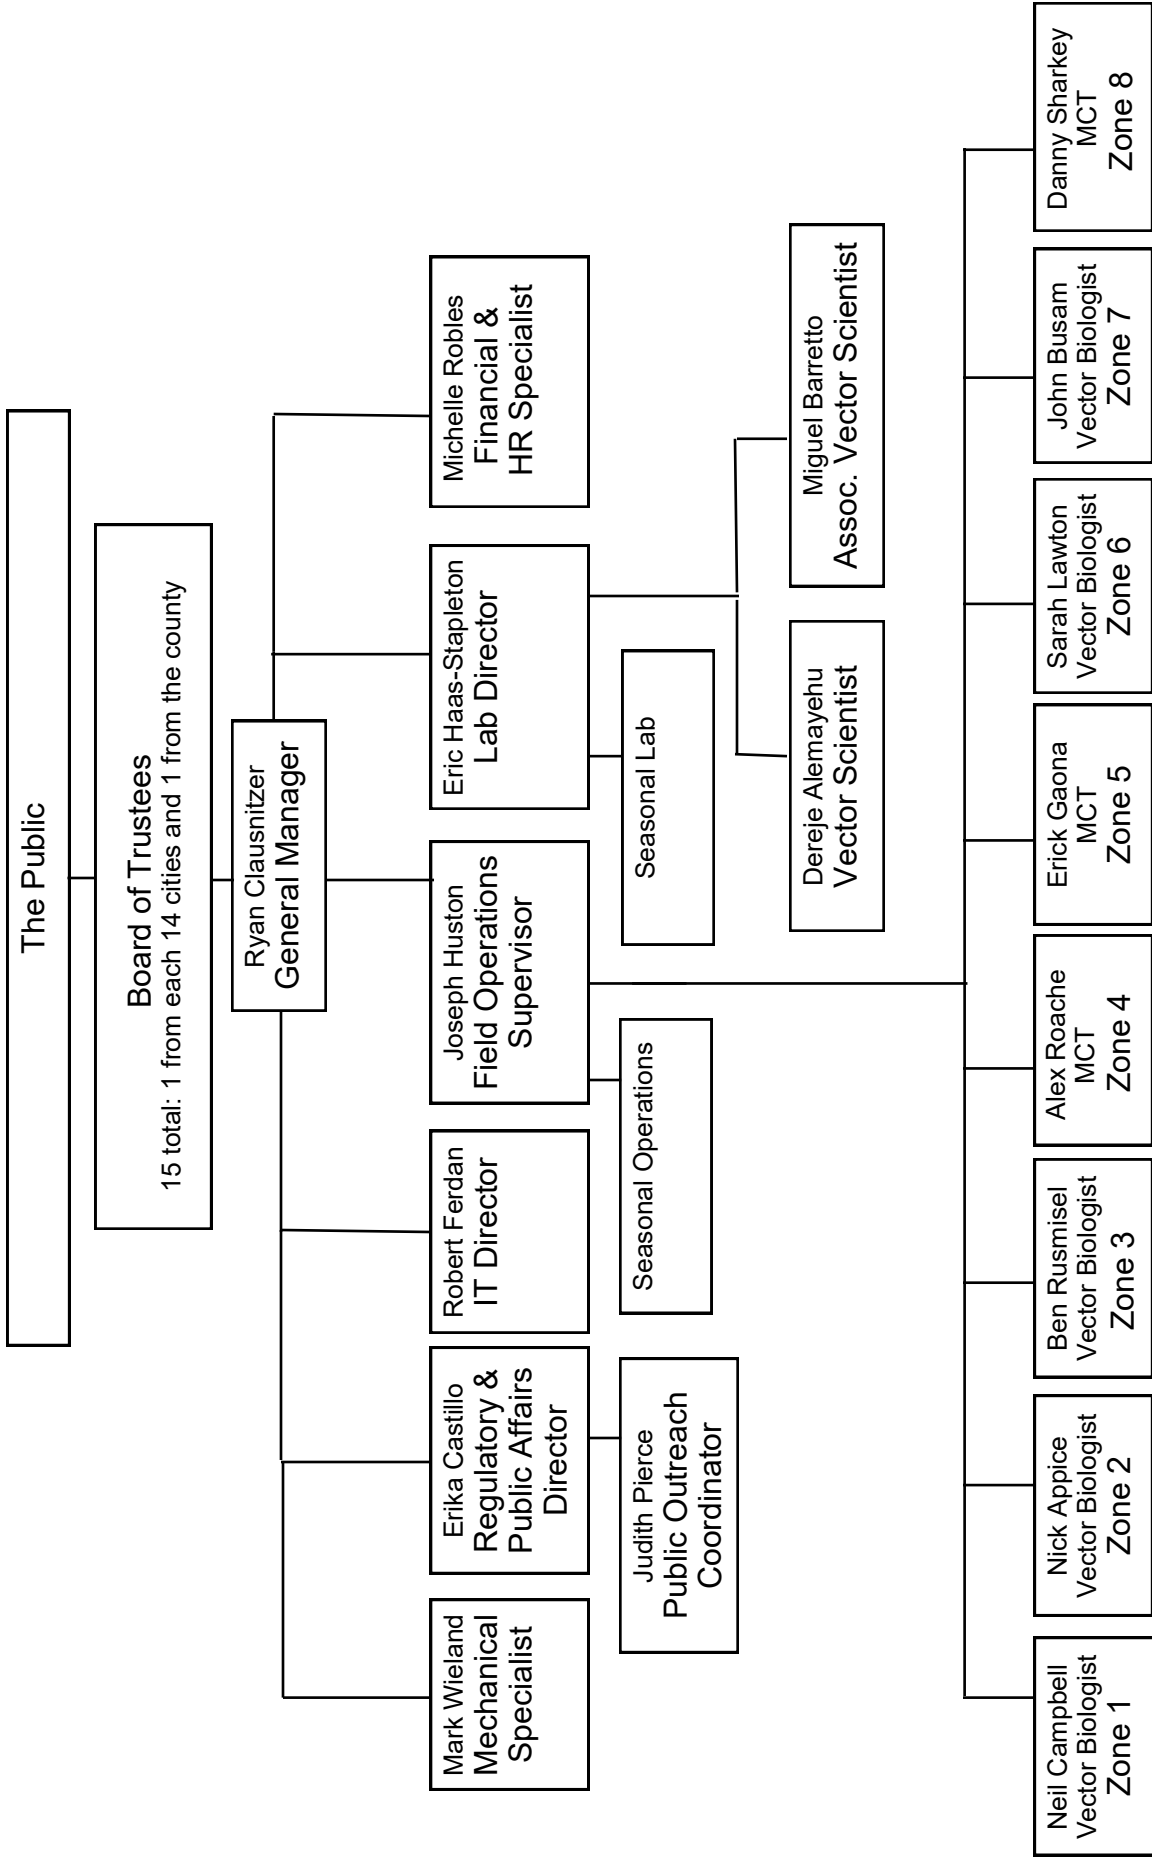 The Public
Board of Trustees
15 total: 1 from each 14 cities and 1 from the county
Ryan Clausnitzer
General Manager
Mark Wieland
Mechanical
Specialist
Erika Castillo
Regulatory &
Public Affairs
Director
Robert Ferdan
IT Director
Joseph Huston
Field Operations
Supervisor
Eric Haas-Stapleton
Lab Director
Michelle Robles
Financial &
HR Specialist
Judith Pierce
Public Outreach
Coordinator
Seasonal Operations
Seasonal Lab
Dereje Alemayehu
Vector Scientist
Miguel Barretto
Assoc. Vector Scientist
Neil Campbell
Vector Biologist
Zone 1
Nick Appice
Vector Biologist
Zone 2
Ben Rusmisel
Vector Biologist
Zone 3
Alex Roache
MCT
Zone 4
Erick Gaona
MCT
Zone 5
Sarah Lawton
Vector Biologist
Zone 6
John Busam
Vector Biologist
Zone 7
Danny Sharkey
MCT
Zone 8